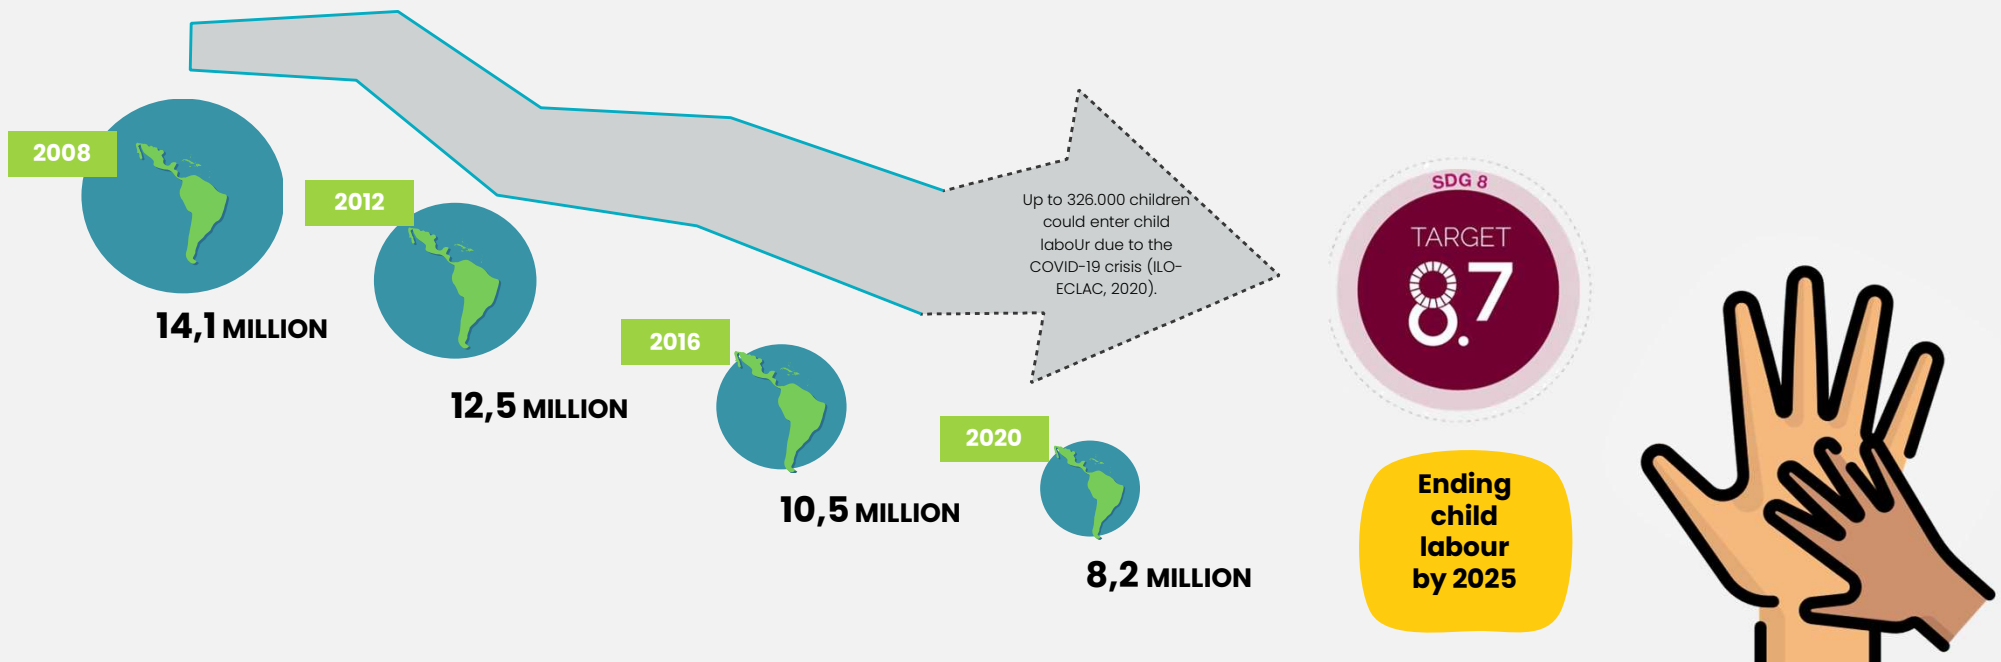 2008
14,1 MILLION
2012
12,5 MILLION
2016
10,5 MILLION
2020
8,2 MILLION
Up to 326.000 children
could enter child
laboUr due to the
COVID-19 crisis (ILO-
ECLAC, 2020).
SDG 8
TARGET
8.7
Ending
child
labour
by 2025